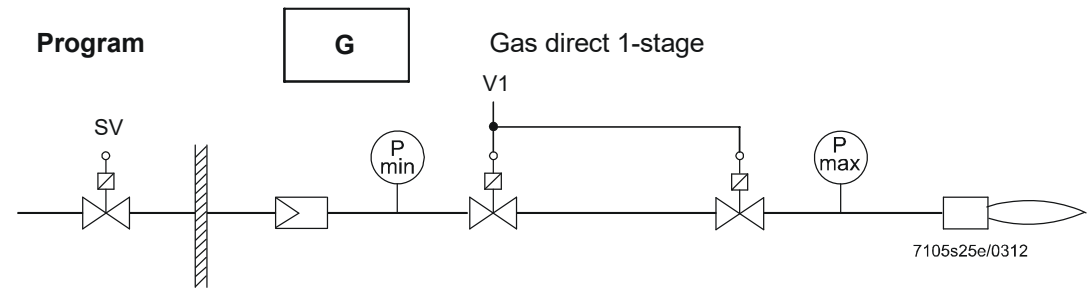 Program
G
Gas direct 1-stage
V1
SV
P
min
P
max
7105s25e/0312